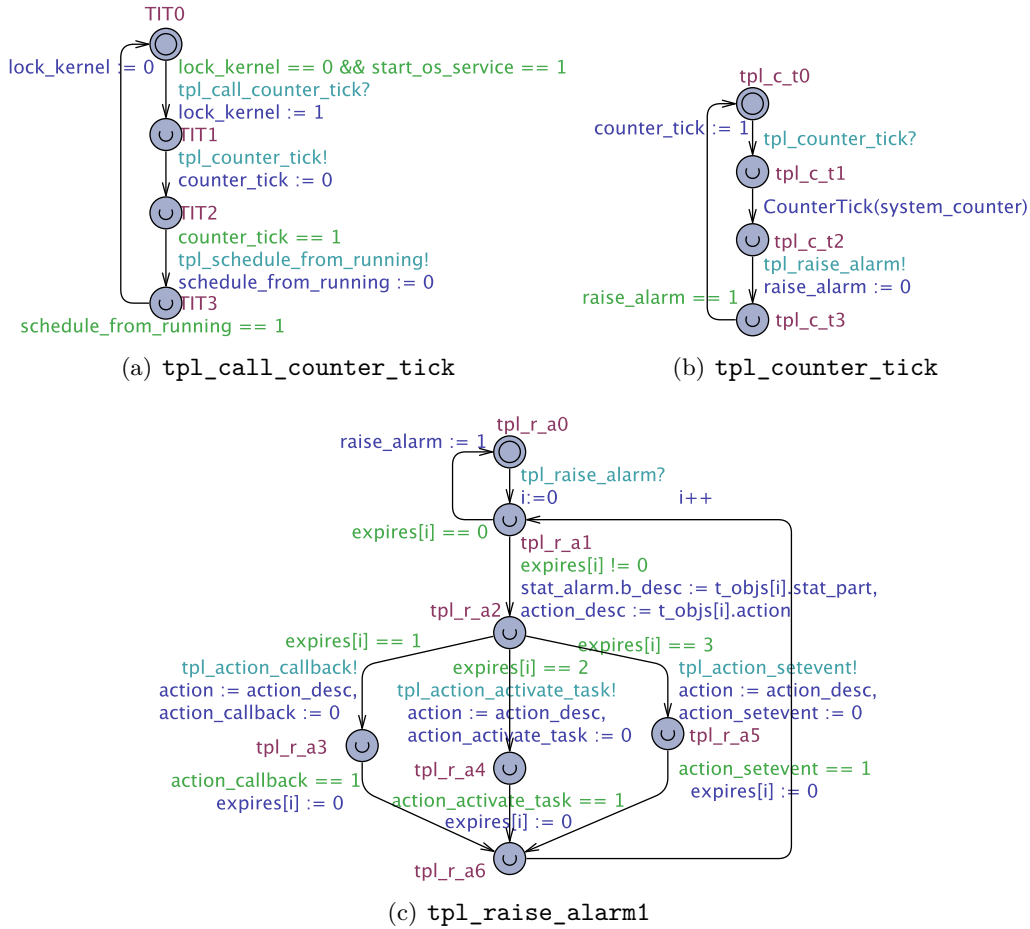 TIT0
lock_kernel := 0
lock_kernel == 0 && start_os_service == 1
tpl_call_counter_tick?
lock_kernel := 1
TIT1
tpl_counter_tick!
counter_tick := 0
TIT2
counter_tick == 1
tpl_schedule_from_running!
schedule_from_running := 0
TIT3
schedule_from_running == 1
(a) tpl_call_counter_tick
tpl_c_t0
counter_tick := 1
tpl_counter_tick?
tpl_c_t1
CounterTick(system_counter)
tpl_c_t2
tpl_raise_alarm!
raise_alarm := 0
raise_alarm == 1
tpl_c_t3
(b) tpl_counter_tick
tpl_r_a0
raise_alarm := 1
tpl_raise_alarm?
i:=0
i++
expires[i] == 0
tpl_r_a1
expires[i] != 0
stat_alarm.b_desc := t_objs[i].stat_part,
action_desc := t_objs[i].action
tpl_r_a2
expires[i] == 1
tpl_action_callback!
action := action_desc,
action_callback := 0
expires[i] == 2
tpl_action_activate_task!
action := action_desc,
action_activate_task := 0
expires[i] == 3
tpl_action_setevent!
action := action_desc,
action_setevent := 0
tpl_r_a3
tpl_r_a4
tpl_r_a5
action_callback == 1
expires[i] := 0
action_activate_task == 1
expires[i] := 0
action_setevent == 1
expires[i] := 0
tpl_r_a6
(c) tpl_raise_alarm1